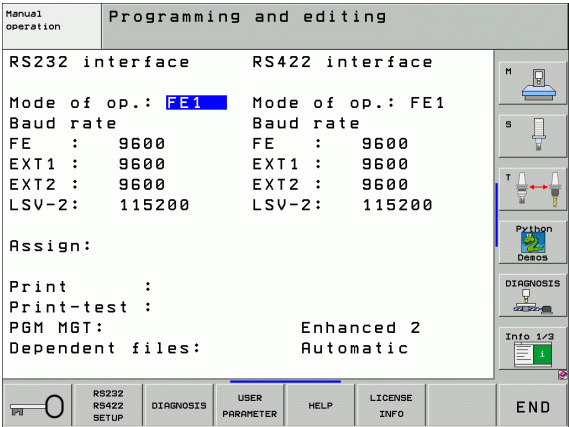 Manual
operation
Programming and editing
RS232 interface RS422 interface
Mode of op.: FE1 Mode of op.: FE1
Baud rate Baud rate
FE : 9600 FE : 9600
EXT1 : 9600 EXT1 : 9600
EXT2 : 9600 EXT2 : 9600
LSV-2: 115200 LSV-2: 115200
Assign:
Print :
Print-test :
PGM MGT: Enhanced 2
Dependent files: Automatic
M
S
T
Python
Demos
DIAGNOSIS
Info 1/3
i
RS232
RS422
SETUP
DIAGNOSIS
USER
PARAMETER
HELP
LICENSE
INFO
END